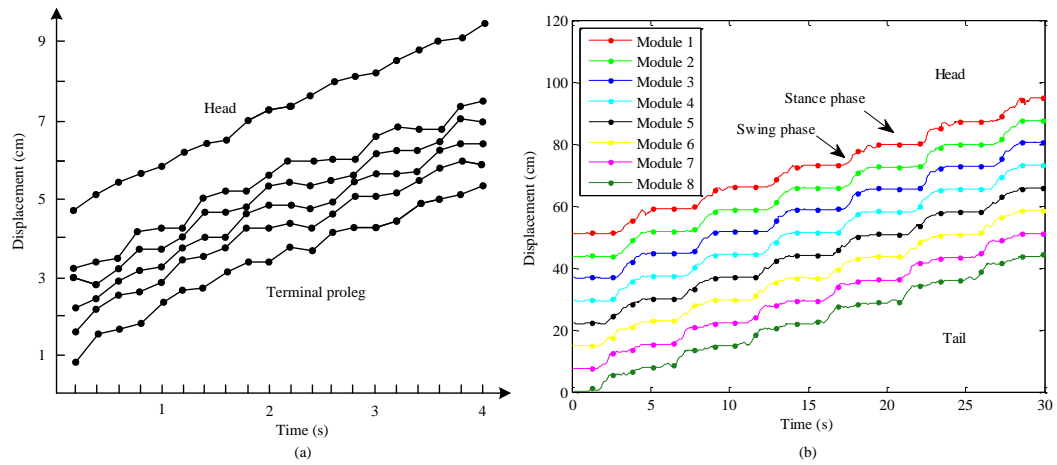 9
7
5
3
1
Displacement (cm)
Head
Terminal proleg
1
2
3
4
Time (s)
(a)
120
100
80
60
40
20
0
Displacement (cm)
Module 1
Module 2
Module 3
Module 4
Module 5
Module 6
Module 7
Module 8
Head
Stance phase
Swing phase
Tail
0
5
10
15
20
25
30
Time (s)
(b)